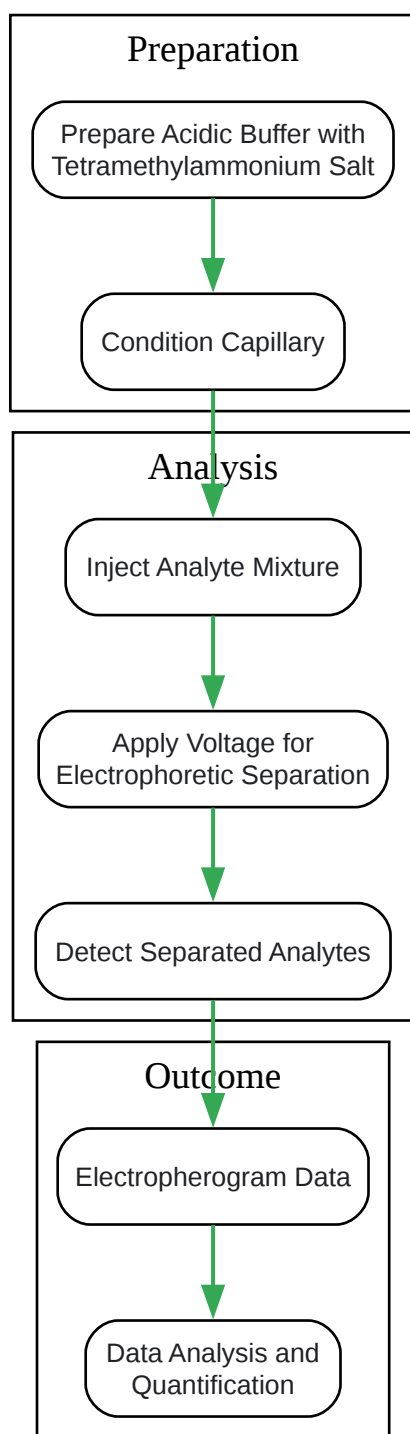 Preparation
Prepare Acidic Buffer with
Tetramethylammonium Salt
Condition Capillary
Analysis
Inject Analyte Mixture
Apply Voltage for
Electrophoretic Separation
Detect Separated Analytes
Outcome
Electropherogram Data
Data Analysis and
Quantification